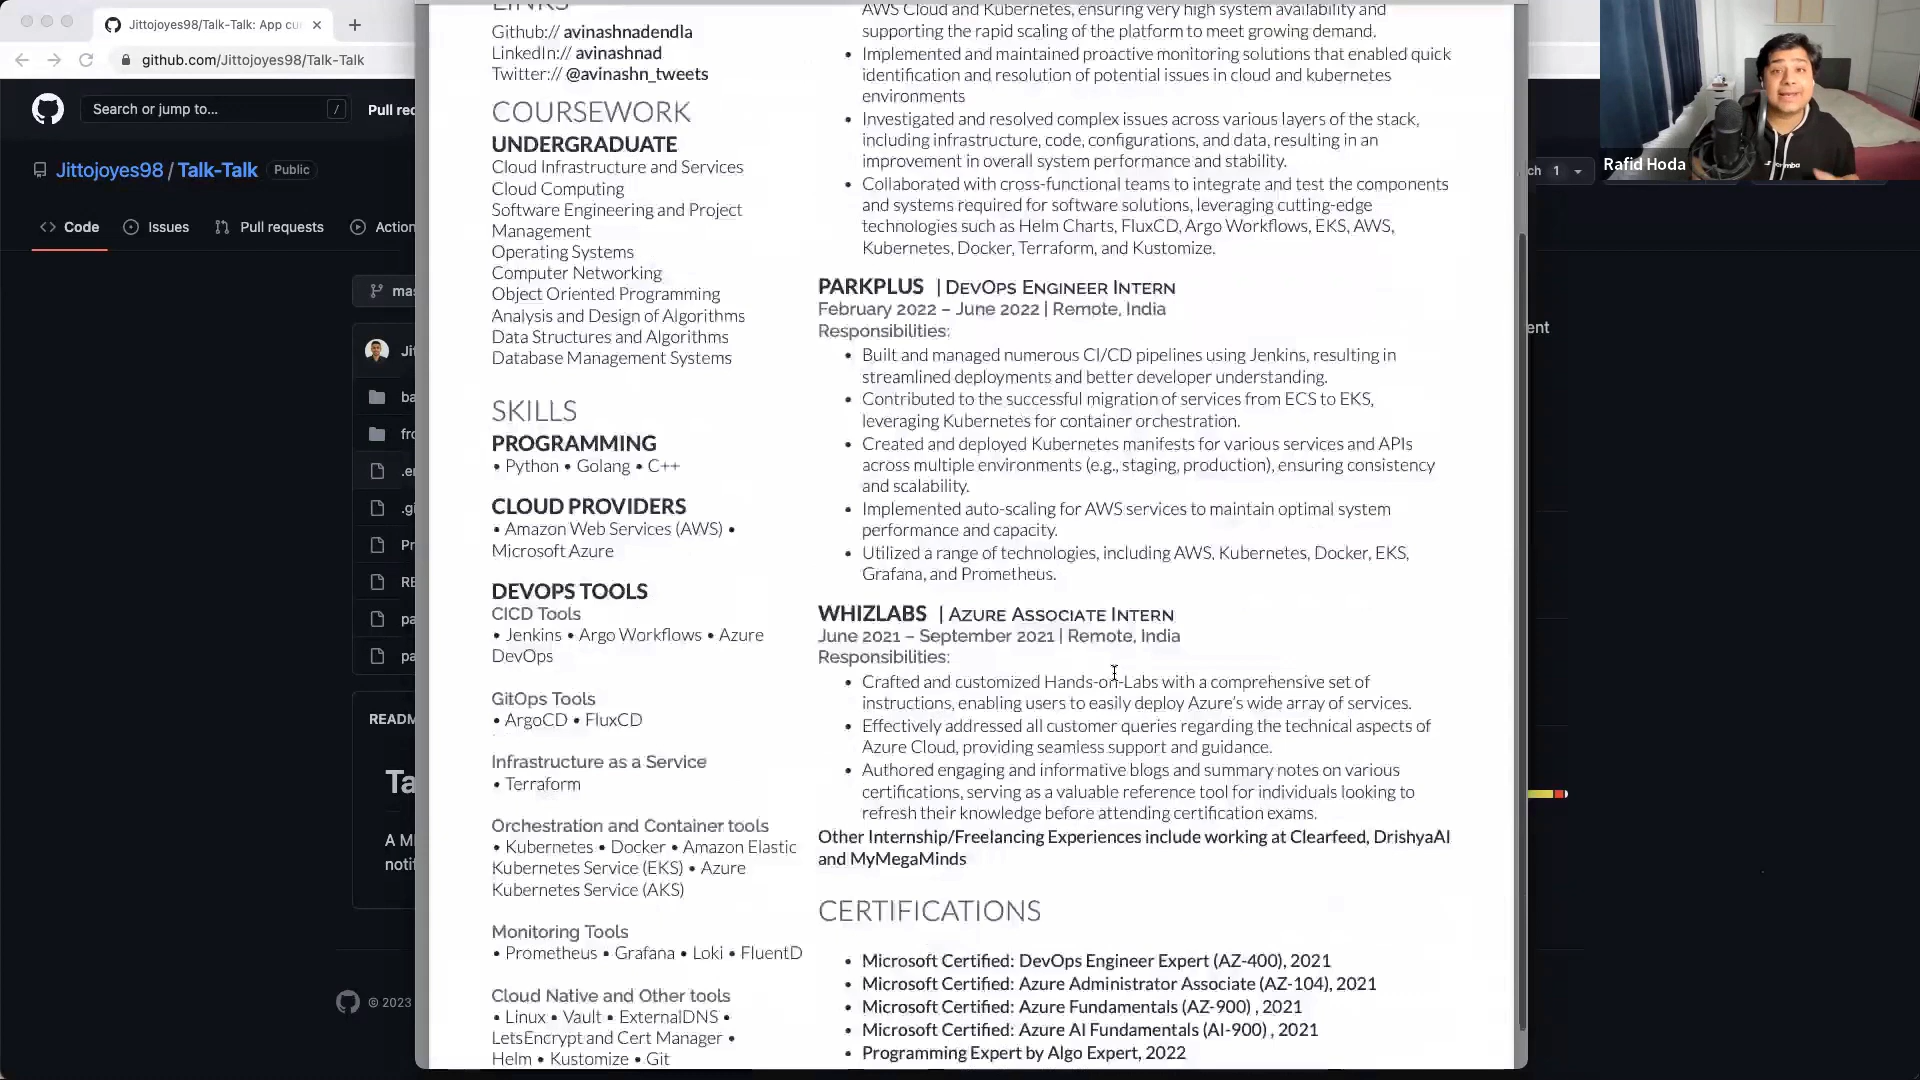 Jittojoyes98/Talk-Talk: App cu
github.com/Jittojoyes98/Talk-Talk
Search or jump to...
/
Pull rec
Jittojoyes98 / Talk-Talk
Public
Code
Issues
Pull requests
Action
mas
Jit
ba
fro
.er
.gi
Pr
RE
pa
pa
READM
Ta
A M
notif
© 2023
LINKS
Github:// avinashnadendla
LinkedIn:// avinashnad
Twitter:// @avinashn_tweets
COURSEWORK
UNDERGRADUATE
Cloud Infrastructure and Services
Cloud Computing
Software Engineering and Project
Management
Operating Systems
Computer Networking
Object Oriented Programming
Analysis and Design of Algorithms
Data Structures and Algorithms
Database Management Systems
SKILLS
PROGRAMMING
• Python • Golang • C++
CLOUD PROVIDERS
• Amazon Web Services (AWS) •
Microsoft Azure
DEVOPS TOOLS
CICD Tools
• Jenkins • Argo Workflows • Azure
DevOps
GitOps Tools
• ArgoCD • FluxCD
Infrastructure as a Service
• Terraform
Orchestration and Container tools
• Kubernetes • Docker • Amazon Elastic
Kubernetes Service (EKS) • Azure
Kubernetes Service (AKS)
Monitoring Tools
• Prometheus • Grafana • Loki • FluentD
Cloud Native and Other tools
• Linux • Vault • ExternalDNS •
LetsEncrypt and Cert Manager •
Helm • Kustomize • Git
AWS Cloud and Kubernetes, ensuring very high system availability and
supporting the rapid scaling of the platform to meet growing demand.
• Implemented and maintained proactive monitoring solutions that enabled quick
identification and resolution of potential issues in cloud and kubernetes
environments
• Investigated and resolved complex issues across various layers of the stack,
including infrastructure, code, configurations, and data, resulting in an
improvement in overall system performance and stability.
• Collaborated with cross-functional teams to integrate and test the components
and systems required for software solutions, leveraging cutting-edge
technologies such as Helm Charts, FluxCD, Argo Workflows, EKS, AWS,
Kubernetes, Docker, Terraform, and Kustomize.
PARKPLUS | DevOps Engineer Intern
February 2022 – June 2022 | Remote, India
Responsibilities:
• Built and managed numerous CI/CD pipelines using Jenkins, resulting in
streamlined deployments and better developer understanding.
• Contributed to the successful migration of services from ECS to EKS,
leveraging Kubernetes for container orchestration.
• Created and deployed Kubernetes manifests for various services and APIs
across multiple environments (e.g., staging, production), ensuring consistency
and scalability.
• Implemented auto-scaling for AWS services to maintain optimal system
performance and capacity.
• Utilized a range of technologies, including AWS, Kubernetes, Docker, EKS,
Grafana, and Prometheus.
WHIZLABS | Azure Associate Intern
June 2021 – September 2021 | Remote, India
Responsibilities:
• Crafted and customized Hands-on-Labs with a comprehensive set of
instructions, enabling users to easily deploy Azure's wide array of services.
• Effectively addressed all customer queries regarding the technical aspects of
Azure Cloud, providing seamless support and guidance.
• Authored engaging and informative blogs and summary notes on various
certifications, serving as a valuable reference tool for individuals looking to
refresh their knowledge before attending certification exams.
Other Internship/Freelancing Experiences include working at Clearfeed, DrishyaAI
and MyMegaMinds
CERTIFICATIONS
• Microsoft Certified: DevOps Engineer Expert (AZ-400), 2021
• Microsoft Certified: Azure Administrator Associate (AZ-104), 2021
• Microsoft Certified: Azure Fundamentals (AZ-900) , 2021
• Microsoft Certified: Azure AI Fundamentals (AI-900) , 2021
• Programming Expert by Algo Expert, 2022
Rafid Hoda
ch 1
ent